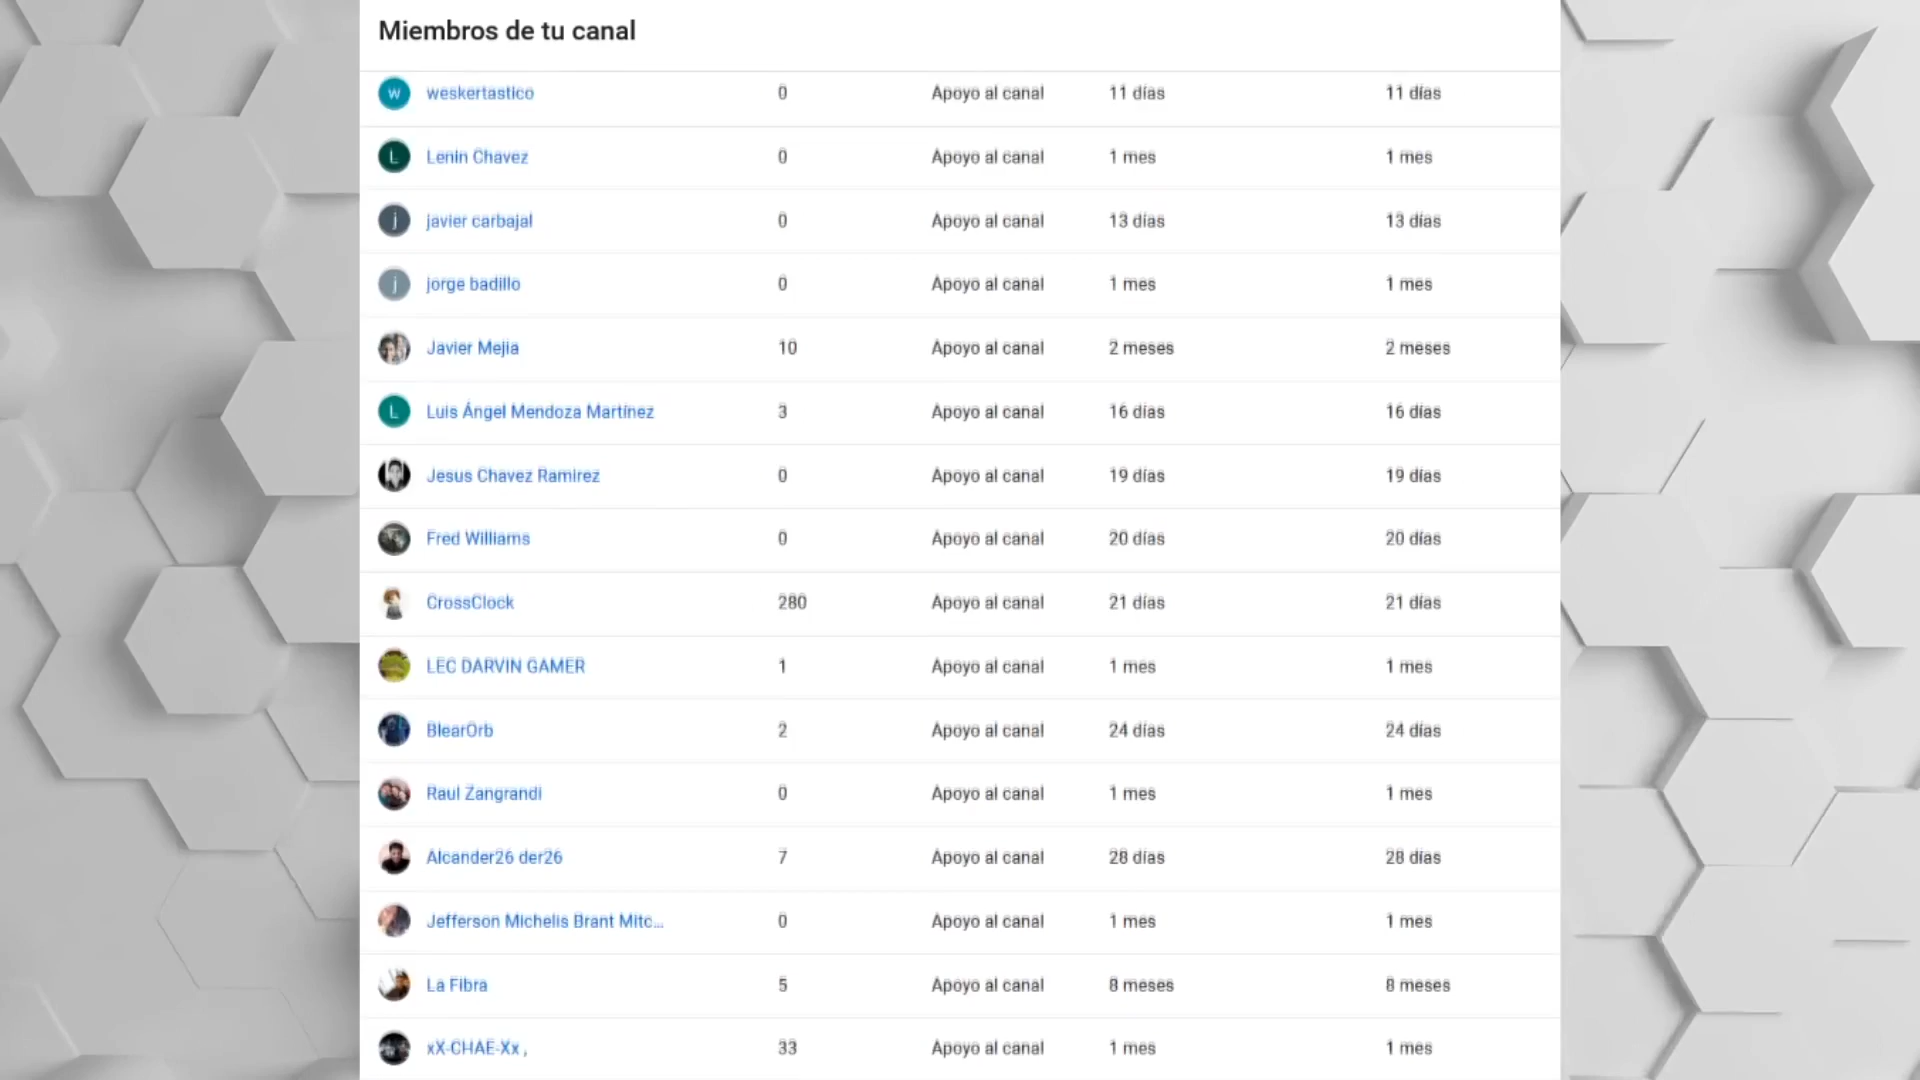 Miembros de tu canal
W weskertastico 0 Apoyo al canal 11 días 11 días
L Lenin Chavez 0 Apoyo al canal 1 mes 1 mes
j javier carbajal 0 Apoyo al canal 13 días 13 días
j jorge badillo 0 Apoyo al canal 1 mes 1 mes
Javier Mejia 10 Apoyo al canal 2 meses 2 meses
L Luis Ángel Mendoza Martínez 3 Apoyo al canal 16 días 16 días
Jesus Chavez Ramirez 0 Apoyo al canal 19 días 19 días
Fred Williams 0 Apoyo al canal 20 días 20 días
CrossClock 280 Apoyo al canal 21 días 21 días
LEC DARVIN GAMER 1 Apoyo al canal 1 mes 1 mes
BlearOrb 2 Apoyo al canal 24 días 24 días
Raul Zangrandi 0 Apoyo al canal 1 mes 1 mes
Alcander26 der26 7 Apoyo al canal 28 días 28 días
Jefferson Michelis Brant Mitc... 0 Apoyo al canal 1 mes 1 mes
La Fibra 5 Apoyo al canal 8 meses 8 meses
xX-CHAE-Xx , 33 Apoyo al canal 1 mes 1 mes